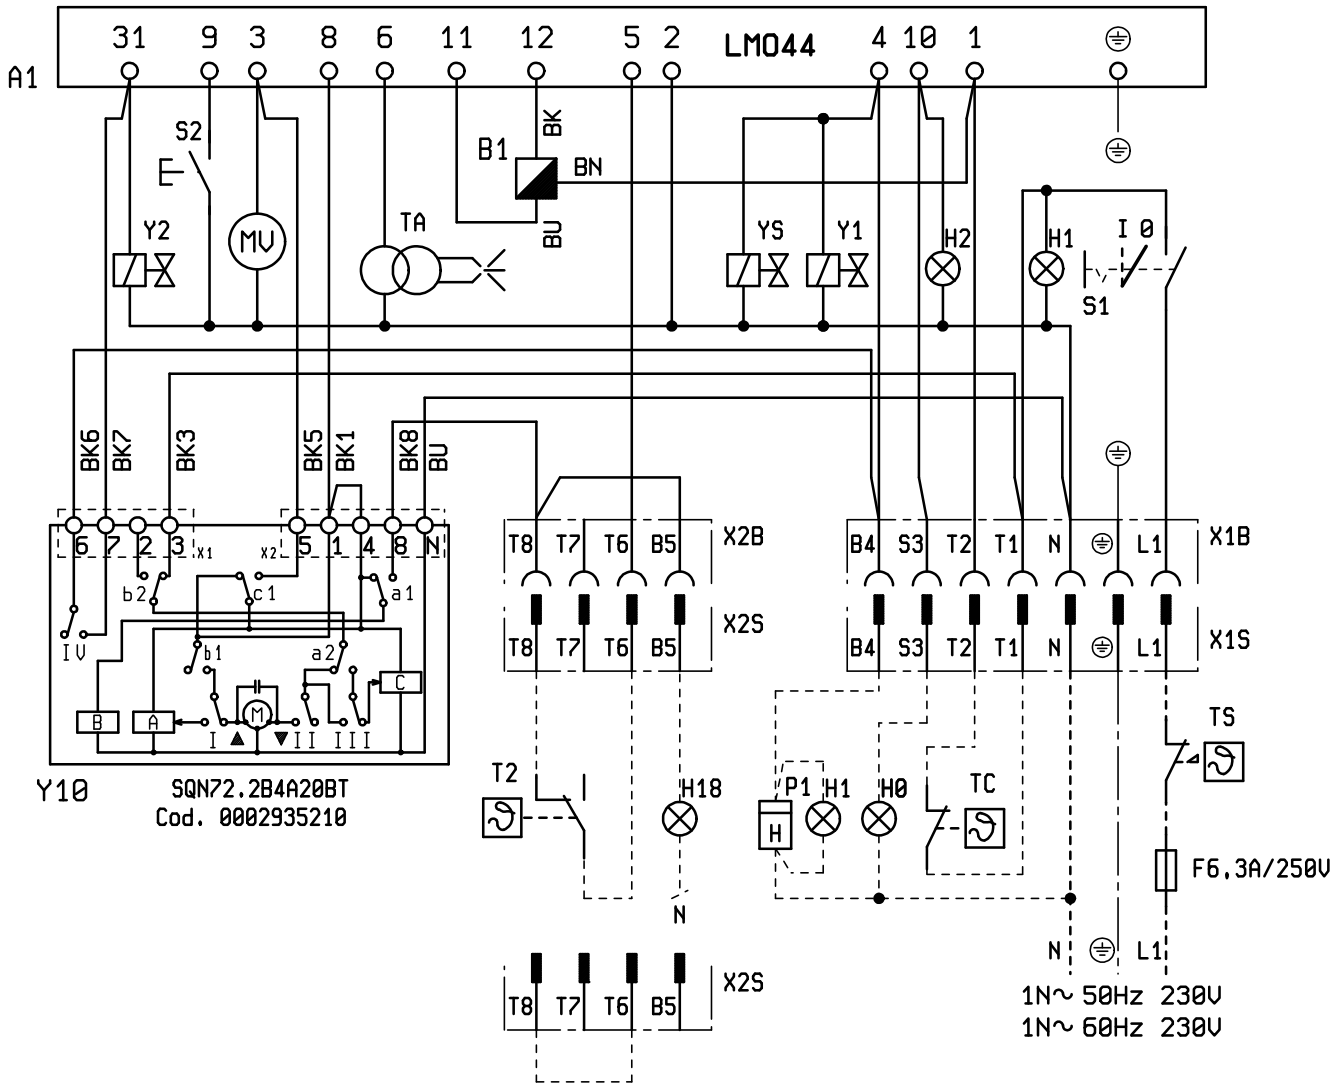 31 9 3 8 6 11 12 5 2 LMO44 4 10 1
A1
S2 B1 BK BN
Y2 MV TA BU YS Y1 H2 H1 I 0
S1
BK6 BK7 BK3 BK5 BK1 BK8 BU
6 7 2 3 X1 X2 5 1 4 8 N
T8 T7 T6 B5 X2B
B4 S3 T2 T1 N L1 X1B
b2 c1 a1
IV b1 a2
T8 T7 T6 B5 X2S
B4 S3 T2 T1 N L1 X1S
C
B A M
I II III
Y10 SQN72.2B4A20BT
Cod. 0002935210
T2 H18 P1 H1 H0 TC TS
H
F6,3A/250V
N
N L1
T8 T7 T6 B5 X2S
1N~ 50Hz 230V
1N~ 60Hz 230V